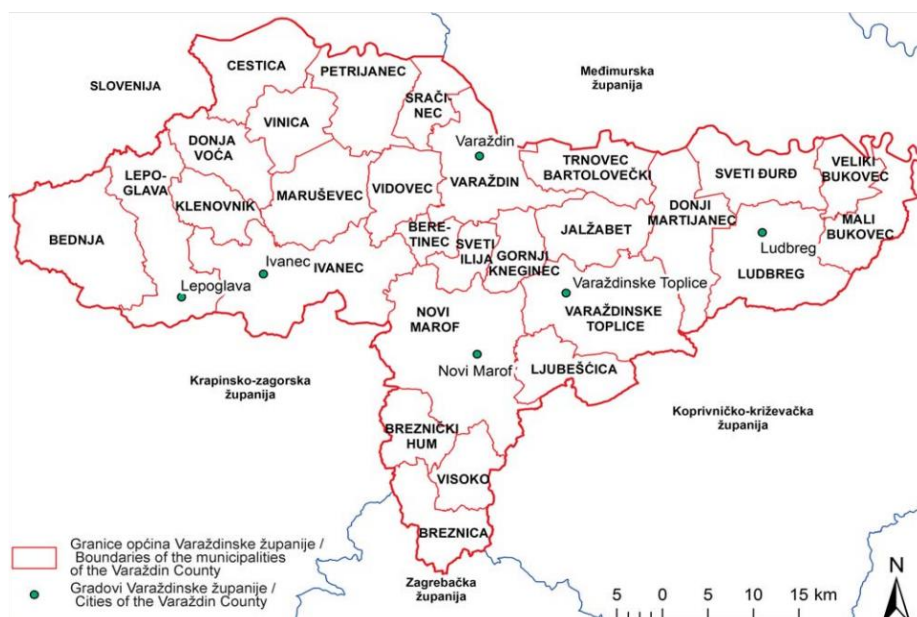 CESTICA
PETRIJANEC
SLOVENIJA
Međimurska
županija
SRAČI-
NEC
VINICA
Varaždin
DONJA
VOĆA
TRNOVEC
BARTOLOVEČKI
SVETI ĐURĐ
VELIKI
BUKOVEC
LEPO-
GLAVA
VARAŽDIN
MARUŠEVEC
VIDOVEC
KLENOVNIK
DONJI
MARTIJANEC
BERE-
TINEC
JALŽABET
MALI
BUKOVEC
BEDNJA
SVETI
ILIJA
Ludbreg
GORNJI
KNEGINEC
Ivanec
IVANEC
LUDBREG
Lepoglava
Varaždinske Toplice
NOVI
MAROF
VARAŽDINSKE
TOPLICE
Novi Marof
LJUBEŠĆICA
Krapinsko-zagorska
županija
Koprivničko-križevačka
županija
BREZNIČKI
HUM
VISOKO
BREZNICA
Granice općina Varaždinske županije /
Boundaries of the municipalities
of the Varaždin County
Gradovi Varaždinske županije /
Cities of the Varaždin County
Zagrebačka
županija
N
5 0 5 10 15 km